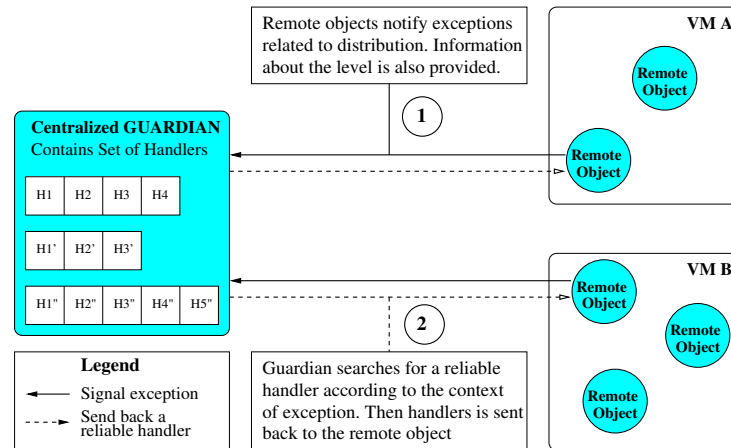 Remote objects notify exceptions
related to distribution. Information
about the level is also provided.
VM A
Remote
Object
1
Centralized GUARDIAN
Contains Set of Handlers
Remote
Object
H1 H2 H3 H4
H1' H2' H3'
H1" H2" H3" H4" H5"
VM B
Remote
Object
2
Remote
Object
Remote
Object
Legend
Signal exception
Send back a
reliable handler
Guardian searches for a reliable
handler according to the context
of exception. Then handlers is sent
back to the remote object